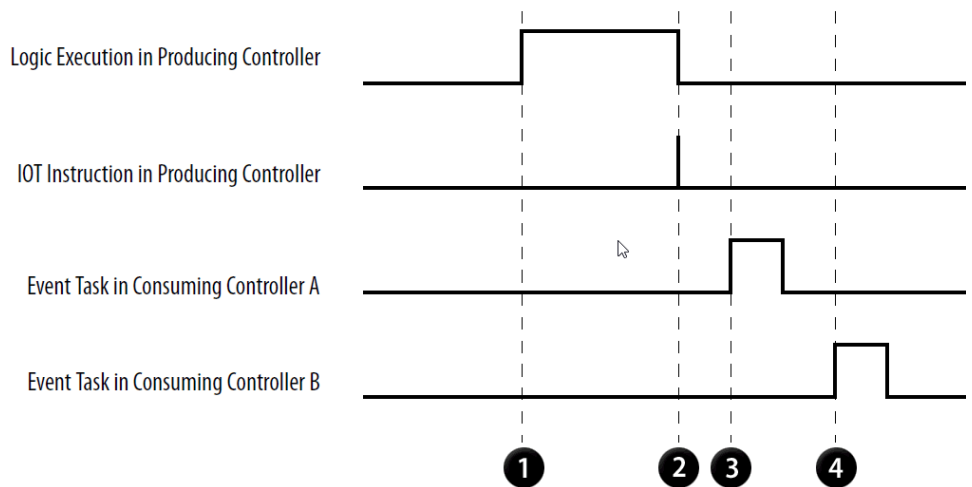 Logic Execution in Producing Controller
IOT Instruction in Producing Controller
Event Task in Consuming Controller A
Event Task in Consuming Controller B
1 2 3 4